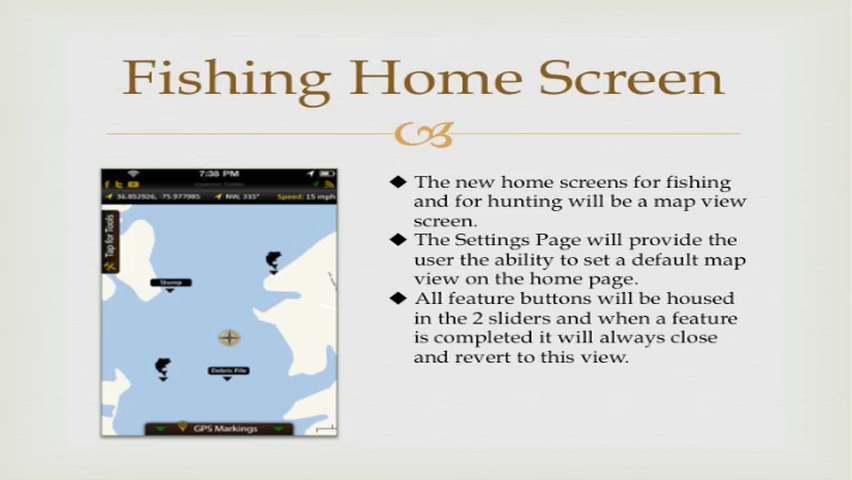 Fishing Home Screen
7:38 PM
36.852926, -75.977985 NW, 315° Speed: 15 mph
Tap for Tools
Stump
Debris Pile
GPS Markings
The new home screens for fishing
and for hunting will be a map view
screen.
The Settings Page will provide the
user the ability to set a default map
view on the home page.
All feature buttons will be housed
in the 2 sliders and when a feature
is completed it will always close
and revert to this view.